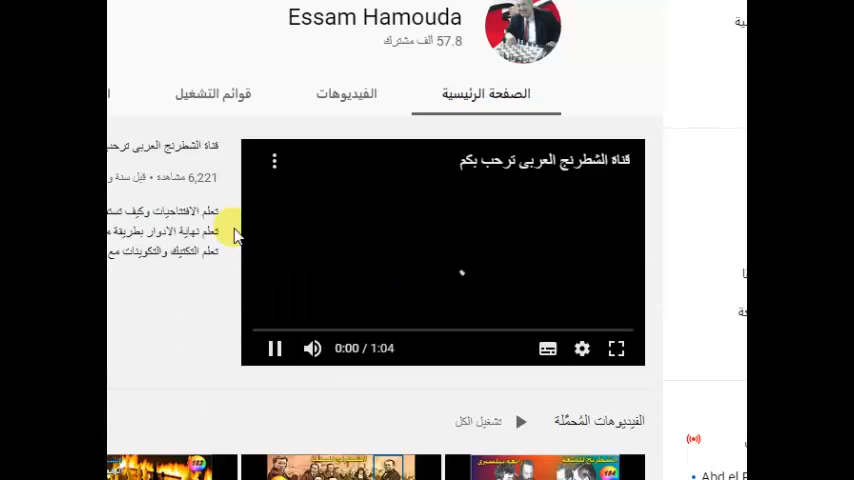 Essam Hamouda
57.8 ألف مشترك
الصفحة الرئيسية
الفيديوهات
قوائم التشغيل
قناة الشطرنج العربى ترحب بكم
قناة الشطرنج العربى ترحب
6,221 مشاهدة • قبل سنة
تعلم الافتتاحيات وكيف
تعلم نهاية الادوار بطريقة
تعلم التكتيك والتكوينات مع
0:00 / 1:04
الفيديوهات المُحمَّلة
تشغيل الكل
Abd el